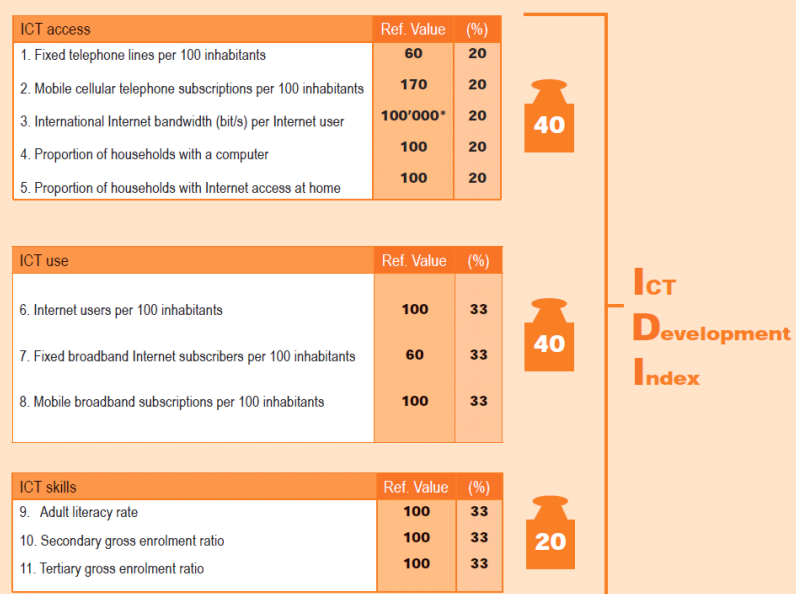 ICT access Ref. Value (%)
1. Fixed telephone lines per 100 inhabitants 60 20
2. Mobile cellular telephone subscriptions per 100 inhabitants 170 20
3. International Internet bandwidth (bit/s) per Internet user 100’000* 20
4. Proportion of households with a computer 100 20
5. Proportion of households with Internet access at home 100 20
40
ICT use Ref. Value (%)
6. Internet users per 100 inhabitants 100 33
7. Fixed broadband Internet subscribers per 100 inhabitants 60 33
8. Mobile broadband subscriptions per 100 inhabitants 100 33
40
ICT skills Ref. Value (%)
9. Adult literacy rate 100 33
10. Secondary gross enrolment ratio 100 33
11. Tertiary gross enrolment ratio 100 33
20
ICT
Development
Index